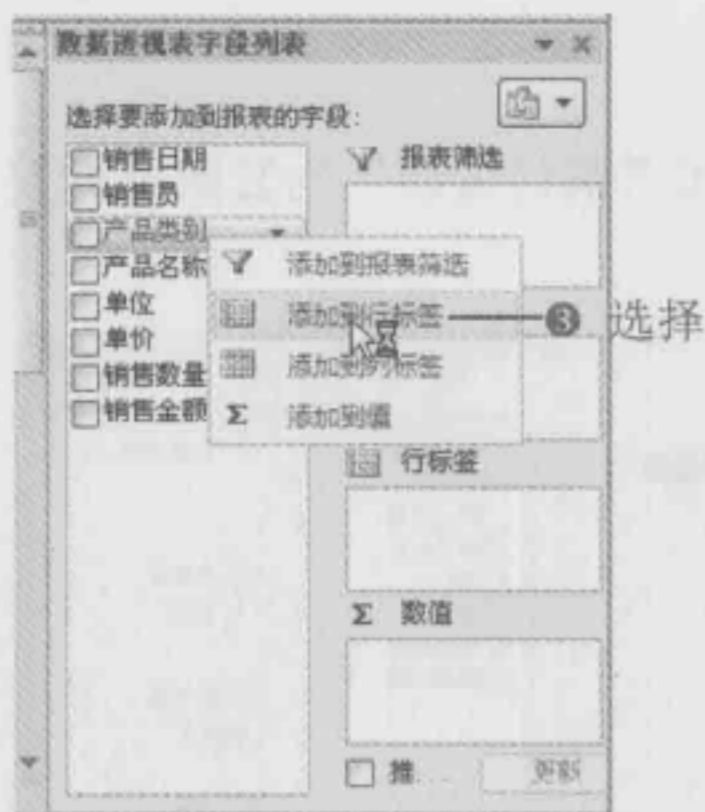 数据透视表字段列表
选择要添加到报表的字段:
销售日期
销售员
产品类别
产品名称
单位
单价
销售数量
销售金额
报表筛选
添加到报表筛选
添加到行标签
添加到列标签
Σ 添加到值
❸ 选择
行标签
Σ 数值
推...
更新